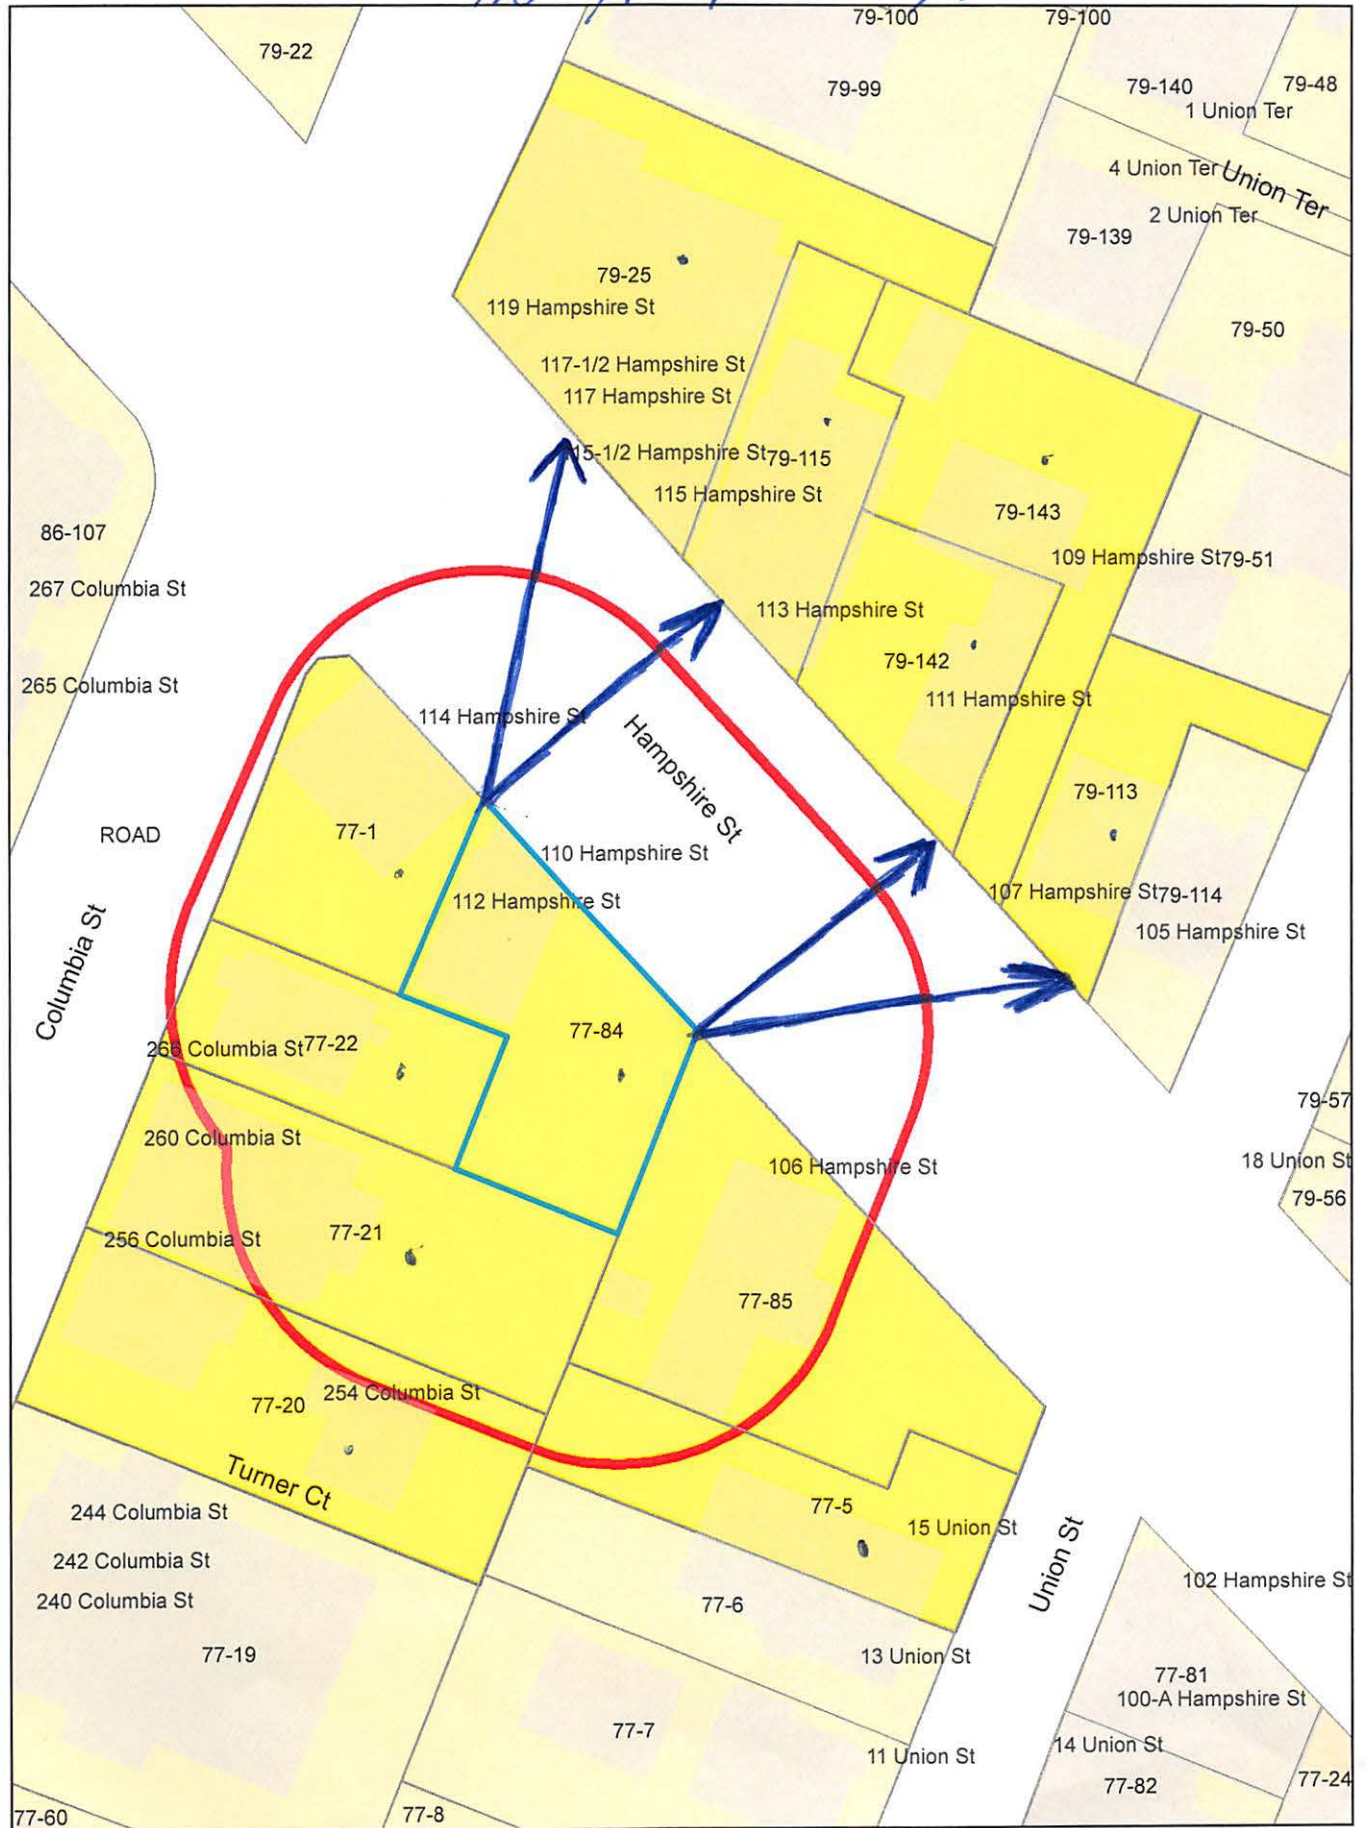 79-100
79-100
79-22
79-99
79-140
79-48
1 Union Ter
4 Union Ter
Union Ter
2 Union Ter
79-139
79-25
119 Hampshire St
79-50
117-1/2 Hampshire St
117 Hampshire St
115-1/2 Hampshire St
79-115
115 Hampshire St
79-143
86-107
109 Hampshire St
79-51
267 Columbia St
113 Hampshire St
79-142
265 Columbia St
111 Hampshire St
114 Hampshire St
Hampshire St
79-113
ROAD
77-1
110 Hampshire St
112 Hampshire St
107 Hampshire St
79-114
105 Hampshire St
Columbia St
77-84
266 Columbia St
77-22
79-57
260 Columbia St
106 Hampshire St
18 Union St
79-56
77-21
256 Columbia St
77-85
254 Columbia St
77-20
Turner Ct
77-5
244 Columbia St
15 Union St
Union St
242 Columbia St
102 Hampshire St
240 Columbia St
77-6
77-19
13 Union St
77-81
100-A Hampshire St
77-7
11 Union St
14 Union St
77-82
77-24
77-60
77-8